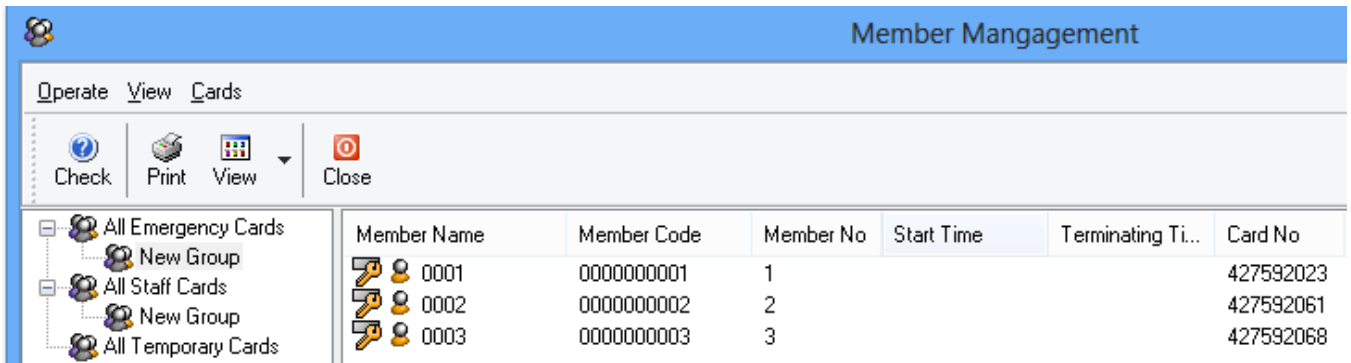 Member Mangagement
Operate View Cards
Check Print View Close
All Emergency Cards
New Group
All Staff Cards
New Group
All Temporary Cards
Member Name Member Code Member No Start Time Terminating Ti... Card No
0001 0000000001 1 427592023
0002 0000000002 2 427592061
0003 0000000003 3 427592068